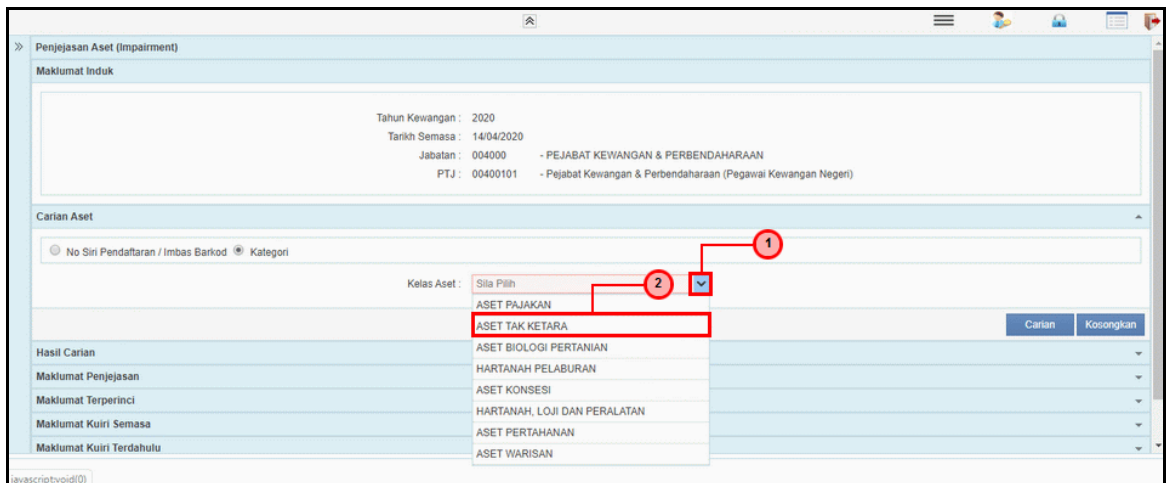 Penjejasan Aset (Impairment)
Maklumat Induk
Tahun Kewangan : 2020
Tarikh Semasa : 14/04/2020
Jabatan : 004000 - PEJABAT KEWANGAN & PERBENDAHARAAN
PTJ : 00400101 - Pejabat Kewangan & Perbendaharaan (Pegawai Kewangan Negeri)
Carian Aset
No Siri Pendaftaran / Imbas Barkod Kategori
1
Kelas Aset : Sila Pilih 2
ASET PAJAKAN
ASET TAK KETARA
Carian Kosongkan
ASET BIOLOGI PERTANIAN
HARTANAH PELABURAN
ASET KONSESI
HARTANAH, LOJI DAN PERALATAN
ASET PERTAHANAN
ASET WARISAN
Hasil Carian
Maklumat Penjejasan
Maklumat Terperinci
Maklumat Kuiri Semasa
Maklumat Kuiri Terdahulu
javascript:void(0)